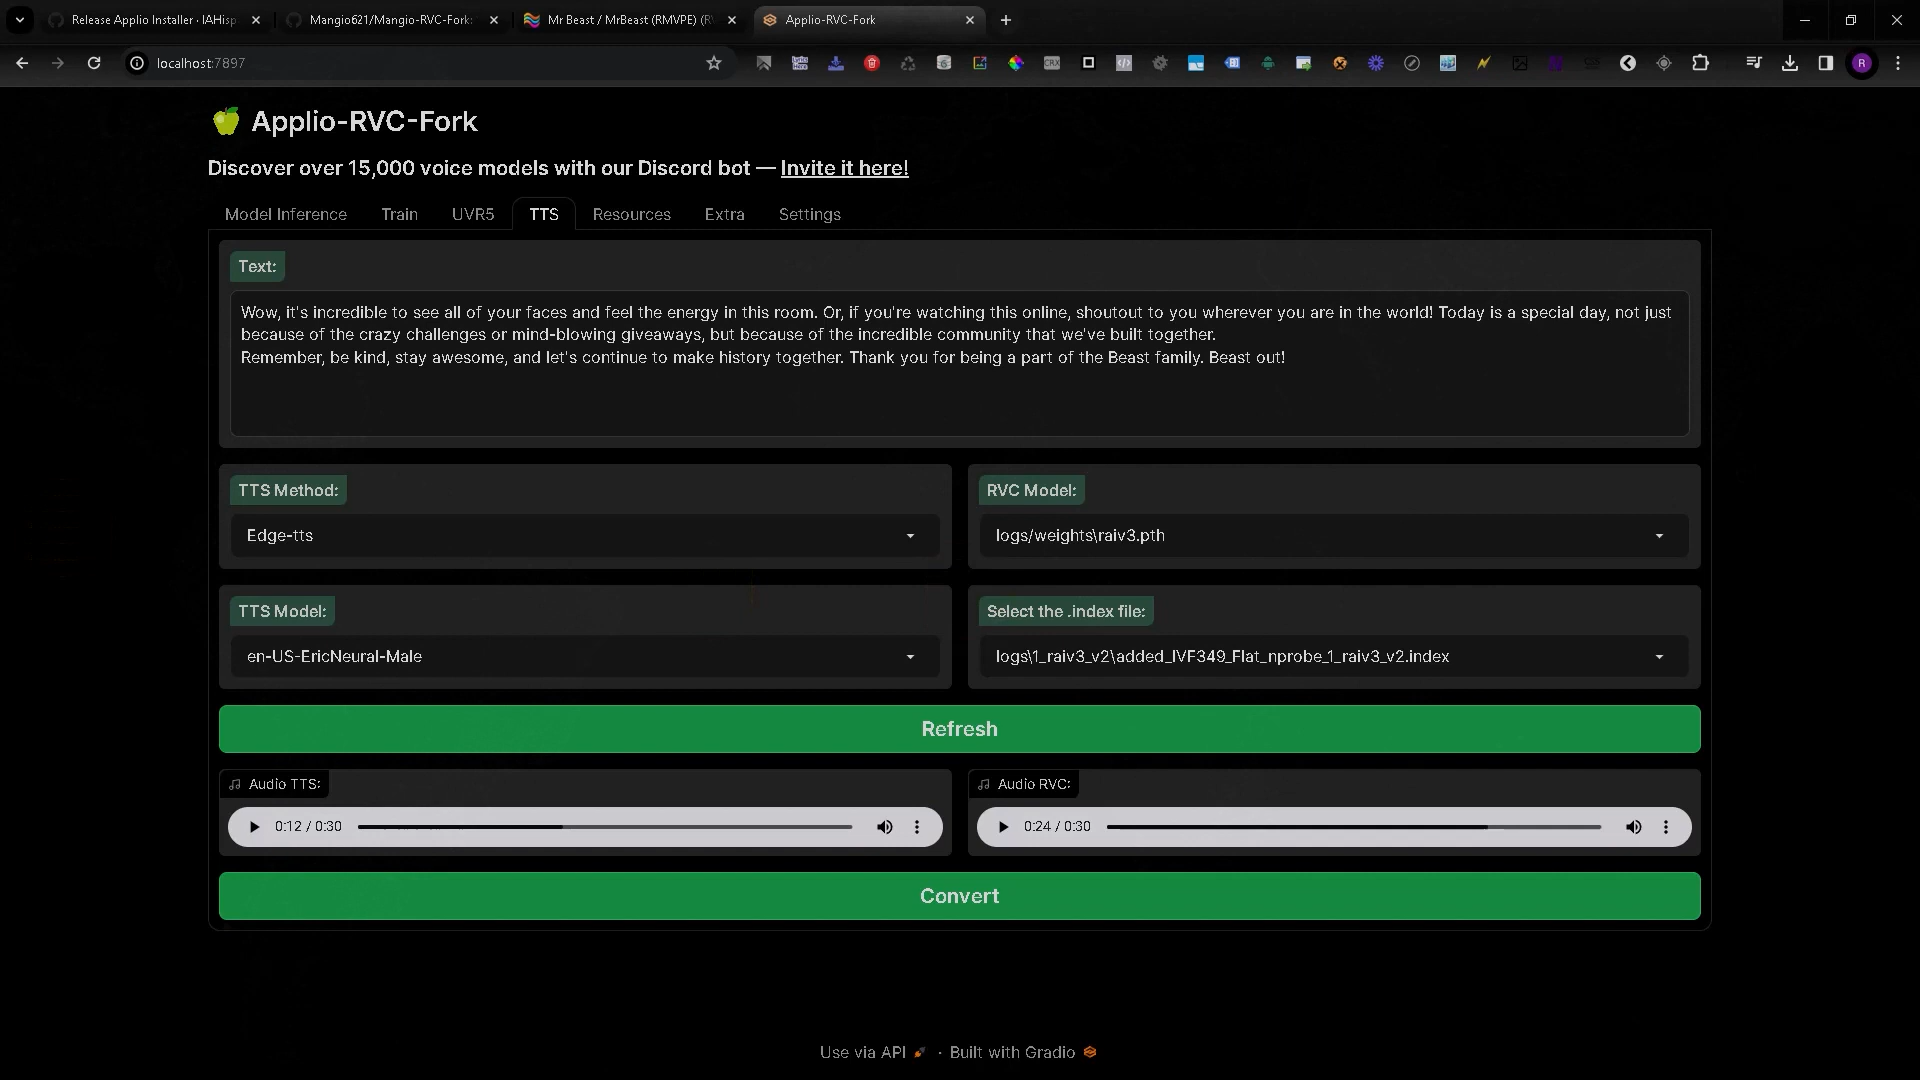 Release Applio Installer · IAHisp
Mangio621/Mangio-RVC-Fork:
Mr Beast / MrBeast (RMVPE) (RV
Applio-RVC-Fork
localhost:7897
R
Applio-RVC-Fork
Discover over 15,000 voice models with our Discord bot — Invite it here!
Model Inference
Train
UVR5
TTS
Resources
Extra
Settings
Text:
Wow, it's incredible to see all of your faces and feel the energy in this room. Or, if you're watching this online, shoutout to you wherever you are in the world! Today is a special day, not just
because of the crazy challenges or mind-blowing giveaways, but because of the incredible community that we've built together.
Remember, be kind, stay awesome, and let's continue to make history together. Thank you for being a part of the Beast family. Beast out!
TTS Method:
Edge-tts
RVC Model:
logs/weights\raiv3.pth
TTS Model:
en-US-EricNeural-Male
Select the .index file:
logs\1_raiv3_v2\added_IVF349_Flat_nprobe_1_raiv3_v2.index
Refresh
Audio TTS:
0:12 / 0:30
Audio RVC:
0:24 / 0:30
Convert
Use via API · Built with Gradio